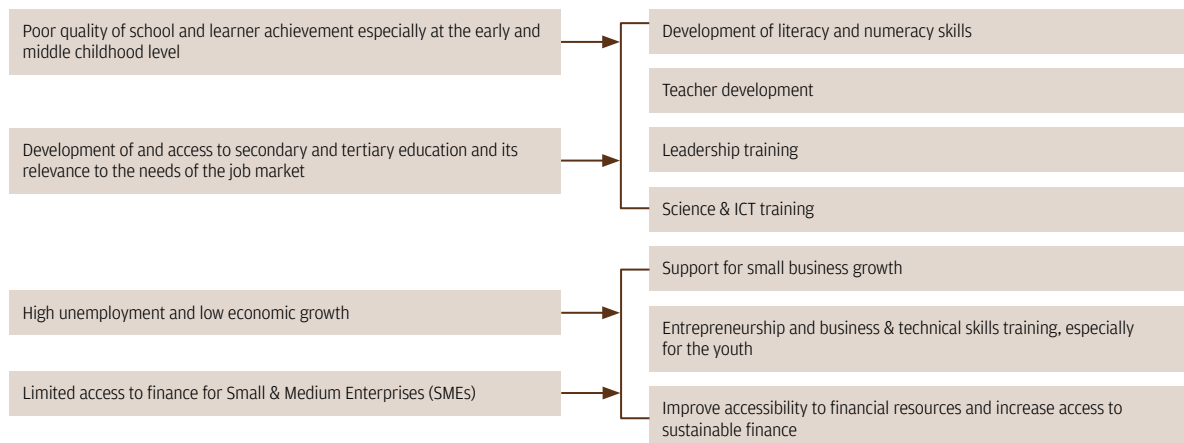 Poor quality of school and learner achievement especially at the early and
middle childhood level
Development of and access to secondary and tertiary education and its
relevance to the needs of the job market
Development of literacy and numeracy skills
Teacher development
Leadership training
Science & ICT training
High unemployment and low economic growth
Limited access to finance for Small & Medium Enterprises (SMEs)
Support for small business growth
Entrepreneurship and business & technical skills training, especially
for the youth
Improve accessibility to financial resources and increase access to
sustainable finance